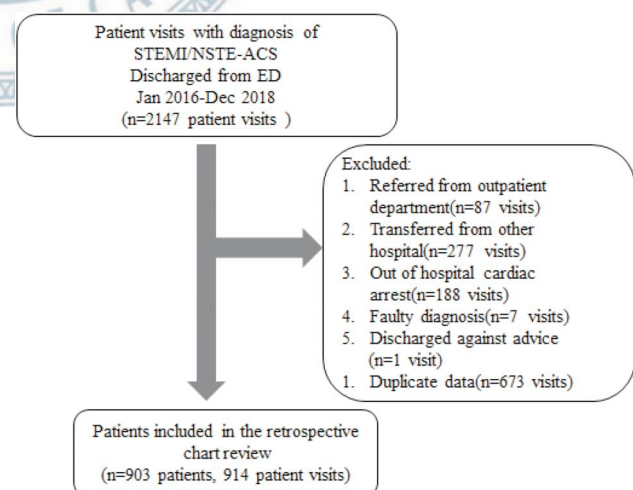 Patient visits with diagnosis of
STEMI/NSTE-ACS
Discharged from ED
Jan 2016-Dec 2018
(n=2147 patient visits )
Excluded:
1. Referred from outpatient
department(n=87 visits)
2. Transferred from other
hospital(n=277 visits)
3. Out of hospital cardiac
arrest(n=188 visits)
4. Faulty diagnosis(n=7 visits)
5. Discharged against advice
(n=1 visit)
1. Duplicate data(n=673 visits)
Patients included in the retrospective
chart review
(n=903 patients, 914 patient visits)